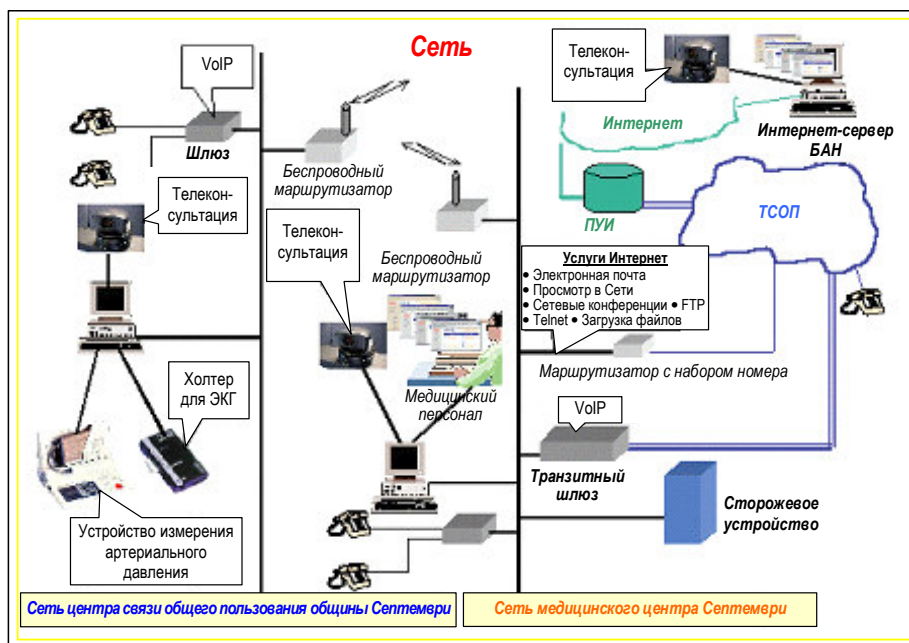 Сеть
VoIP
Шлюз
Телекон-
сультация
Беспроводный
маршрутизатор
Холтер
для ЭКГ
Устройство измерения
артериального
давления
Сеть центра связи общего пользования общины Септември
Телекон-
сультация
Беспроводный
маршрутизатор
Медицинский
персонал
Телекон-
сультация
Интернет
Интернет-сервер
БАН
ПУИ
ТСОП
Услуги Интернет
• Электронная почта
• Просмотр в Сети
• Сетевые конференции • FTP
• Telnet • Загрузка файлов
Маршрутизатор с набором номера
VoIP
Транзитный
шлюз
Сторожевое
устройство
Сеть медицинского центра Септември